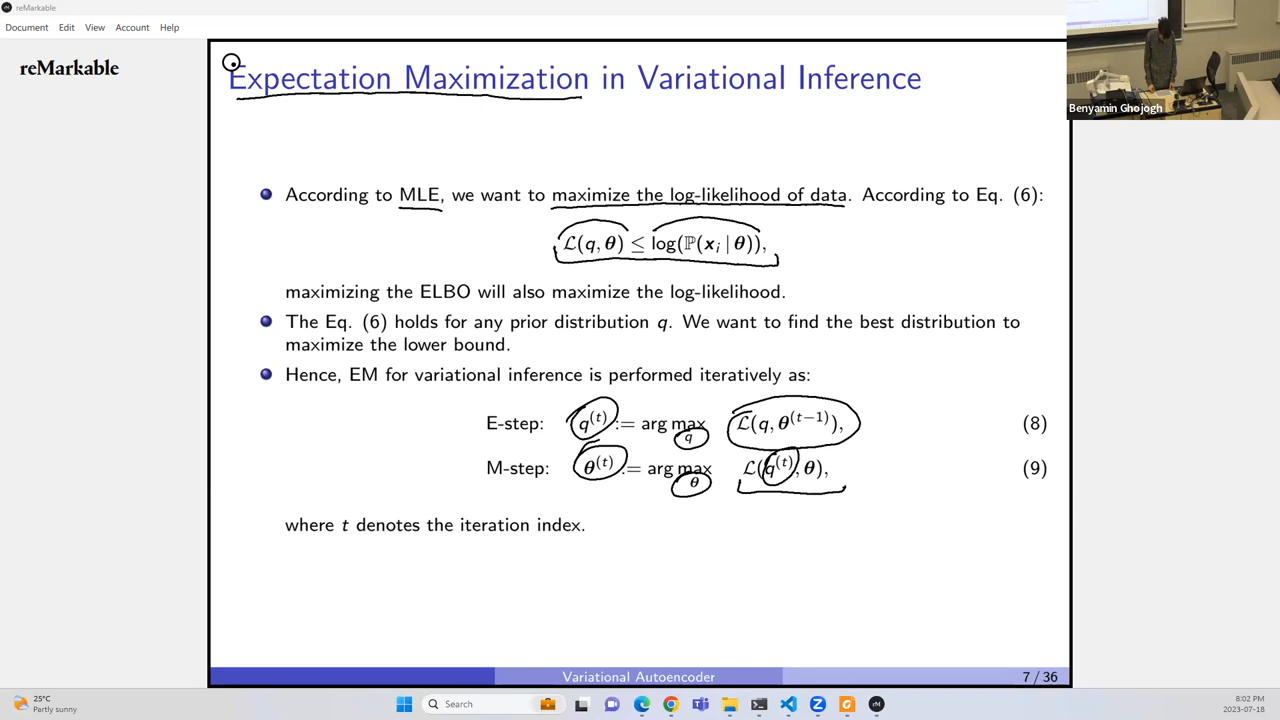 reMarkable
Document Edit View Account Help
reMarkable
Expectation Maximization in Variational Inference
Benyamin Ghojogh
According to MLE, we want to maximize the log-likelihood of data. According to Eq. (6):
ℒ(q, θ) ≤ log(ℙ(xᵢ | θ)),
maximizing the ELBO will also maximize the log-likelihood.
The Eq. (6) holds for any prior distribution q. We want to find the best distribution to
maximize the lower bound.
Hence, EM for variational inference is performed iteratively as:
E-step: q⁽ᵗ⁾ := arg max_q ℒ(q, θ⁽ᵗ⁻¹⁾), (8)
M-step: θ⁽ᵗ⁾ := arg max_θ ℒ(q⁽ᵗ⁾, θ), (9)
where t denotes the iteration index.
Variational Autoencoder 7 / 36
25°C
Partly sunny
Search
8:02 PM
2023-07-18